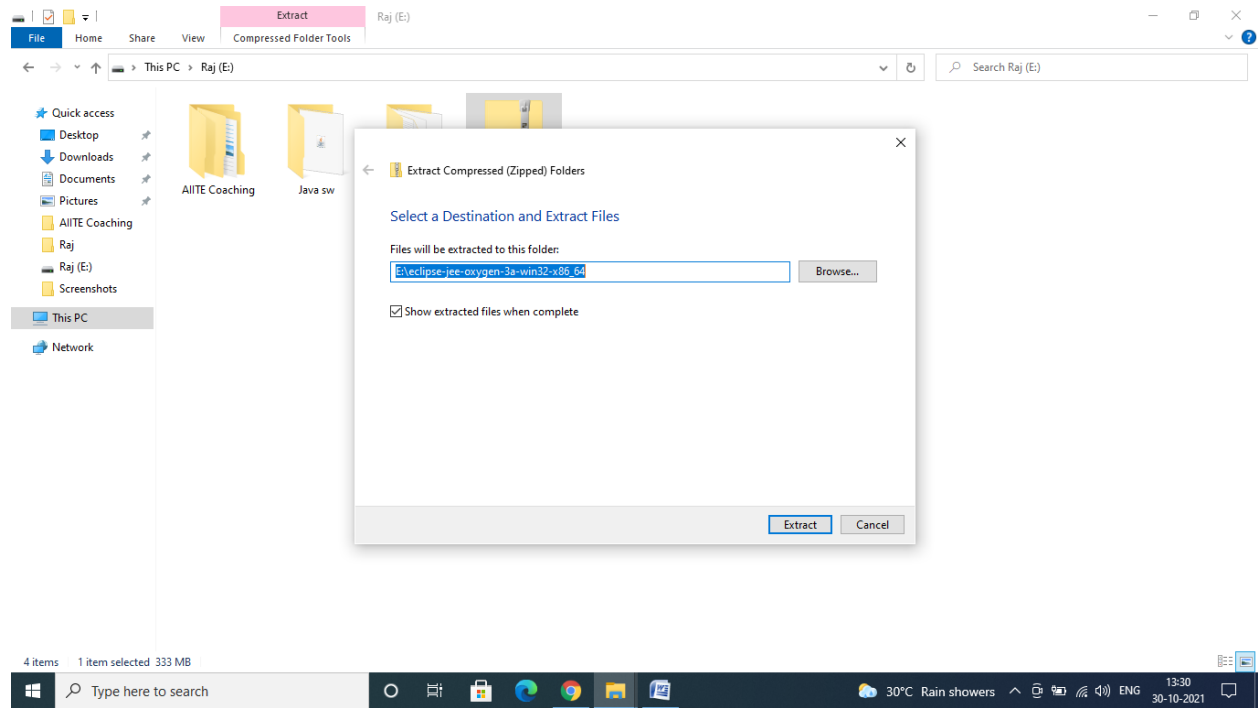 Extract
Raj (E:)
File
Home
Share
View
Compressed Folder Tools
?
This PC
Raj (E:)
Search Raj (E:)
Quick access
Desktop
Downloads
Documents
Pictures
AIITE Coaching
Raj
Raj (E:)
Screenshots
This PC
Network
AIITE Coaching
Java sw
Extract Compressed (Zipped) Folders
Select a Destination and Extract Files
Files will be extracted to this folder:
E:\eclipse-jee-oxygen-3a-win32-x86_64
Browse...
Show extracted files when complete
Extract
Cancel
4 items
1 item selected 333 MB
Type here to search
30°C Rain showers
ENG
13:30
30-10-2021